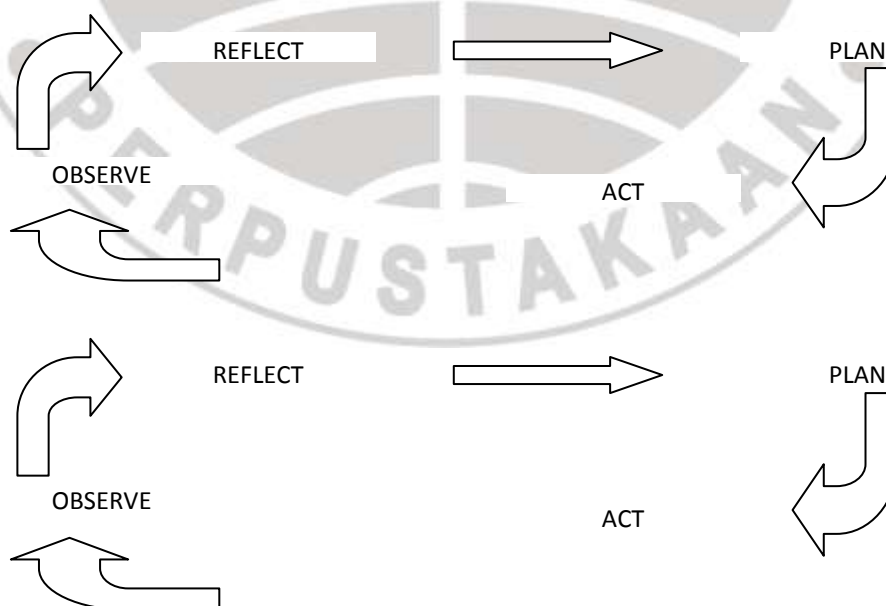 REFLECT PLAN
OBSERVE
ACT
PERPUSTAKAAN
REFLECT PLAN
OBSERVE
ACT